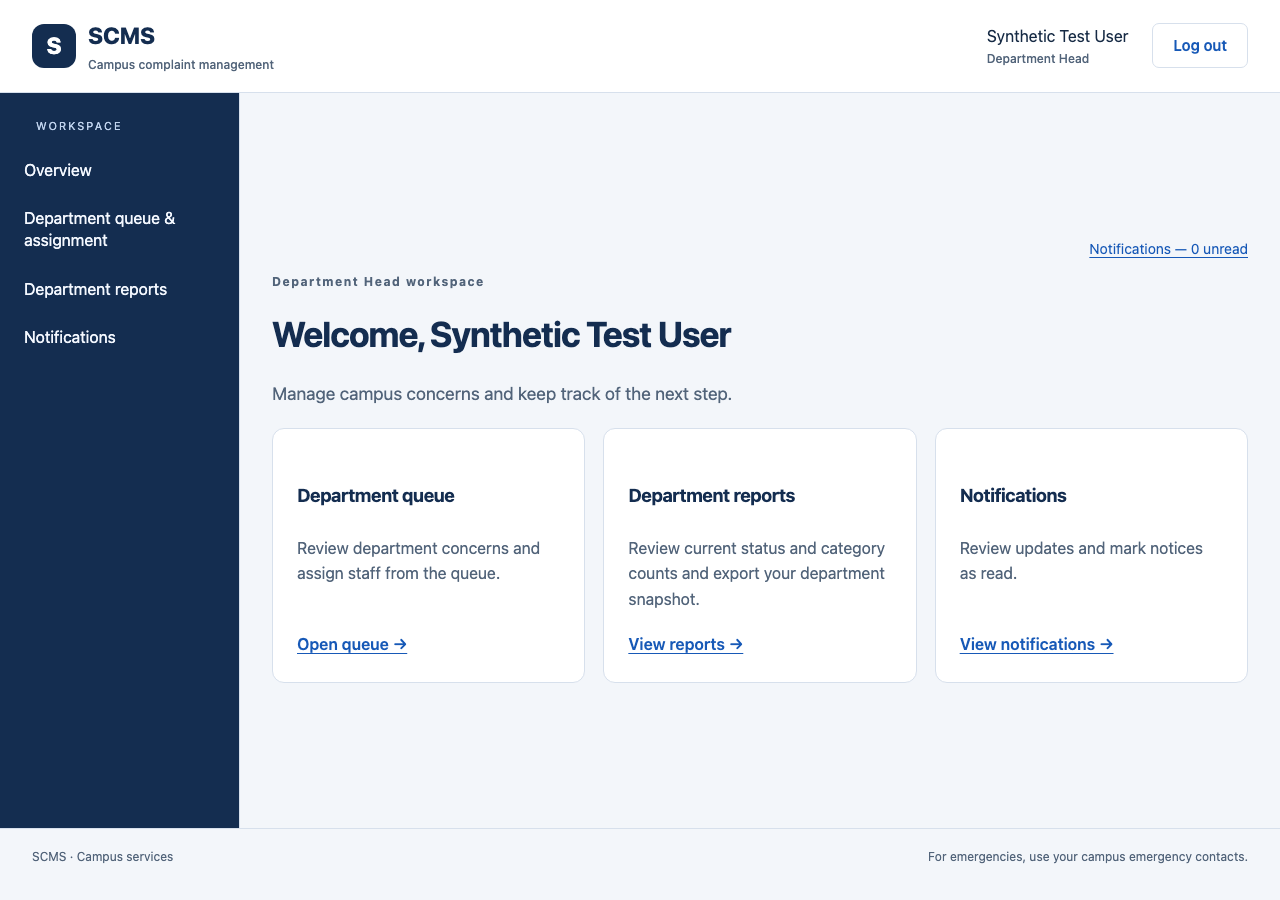 S
SCMS
Campus complaint management
Synthetic Test User
Department Head
Log out
WORKSPACE
Overview
Department queue &
assignment
Department reports
Notifications
Notifications — 0 unread
Department Head workspace
Welcome, Synthetic Test User
Manage campus concerns and keep track of the next step.
Department queue
Review department concerns and
assign staff from the queue.
Open queue →
Department reports
Review current status and category
counts and export your department
snapshot.
View reports →
Notifications
Review updates and mark notices
as read.
View notifications →
SCMS · Campus services
For emergencies, use your campus emergency contacts.